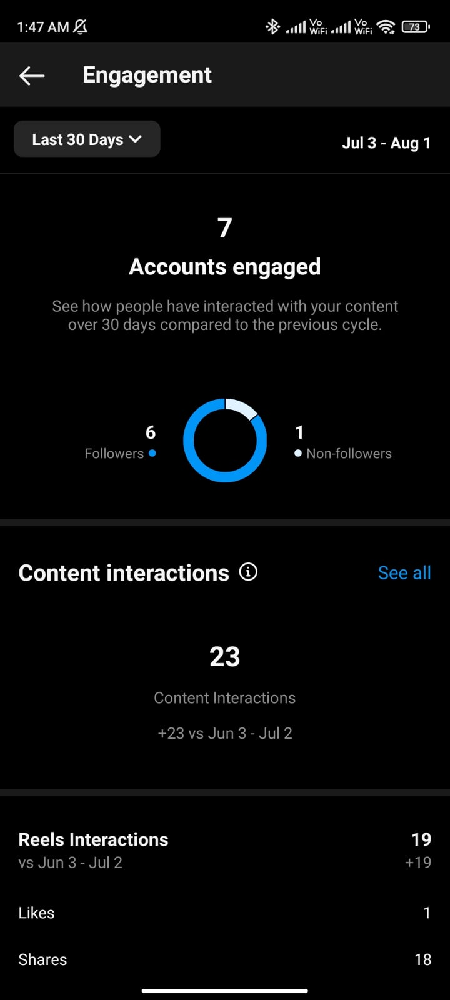 1:47 AM
Vo WiFi Vo WiFi 73
Engagement
Last 30 Days
Jul 3 - Aug 1
7
Accounts engaged
See how people have interacted with your content
over 30 days compared to the previous cycle.
6
Followers
1
Non-followers
Content interactions
See all
23
Content Interactions
+23 vs Jun 3 - Jul 2
Reels Interactions 19
vs Jun 3 - Jul 2 +19
Likes 1
Shares 18